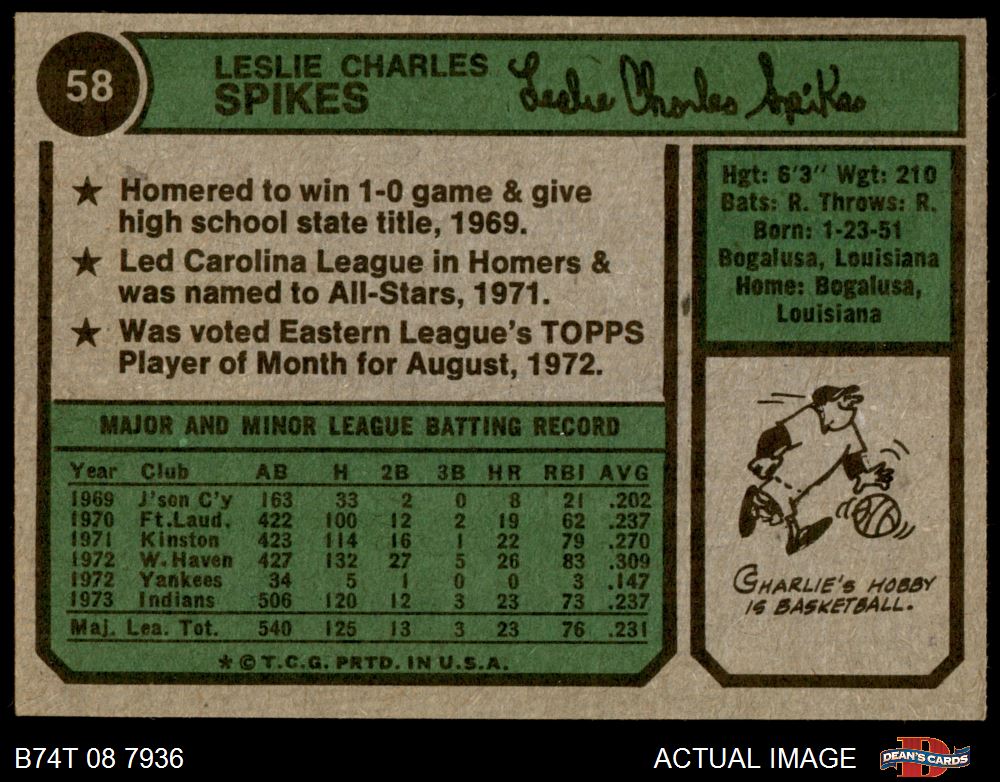 58
LESLIE CHARLES
SPIKES
Leslie Charles Spikes
★ Homered to win 1-0 game & give
high school state title, 1969.
★ Led Carolina League in Homers &
was named to All-Stars, 1971.
★ Was voted Eastern League's TOPPS
Player of Month for August, 1972.
Hgt: 6'3" Wgt: 210
Bats: R. Throws: R.
Born: 1-23-51
Bogalusa, Louisiana
Home: Bogalusa,
Louisiana
MAJOR AND MINOR LEAGUE BATTING RECORD
Year Club AB H 2B 3B HR RBI AVG
1969 J'son C'y 163 33 2 0 8 21 .202
1970 Ft.Laud. 422 100 12 2 19 62 .237
1971 Kinston 423 114 16 1 22 79 .270
1972 W.Haven 427 132 27 5 26 83 .309
1972 Yankees 34 5 1 0 0 3 .147
1973 Indians 506 120 12 3 23 73 .237
Maj. Lea. Tot. 540 125 13 3 23 76 .231
* © T.C.G. PRTD. IN U.S.A.
CHARLIE'S HOBBY
IS BASKETBALL.
B74T 08 7936
ACTUAL IMAGE
DEAN'S CARDS